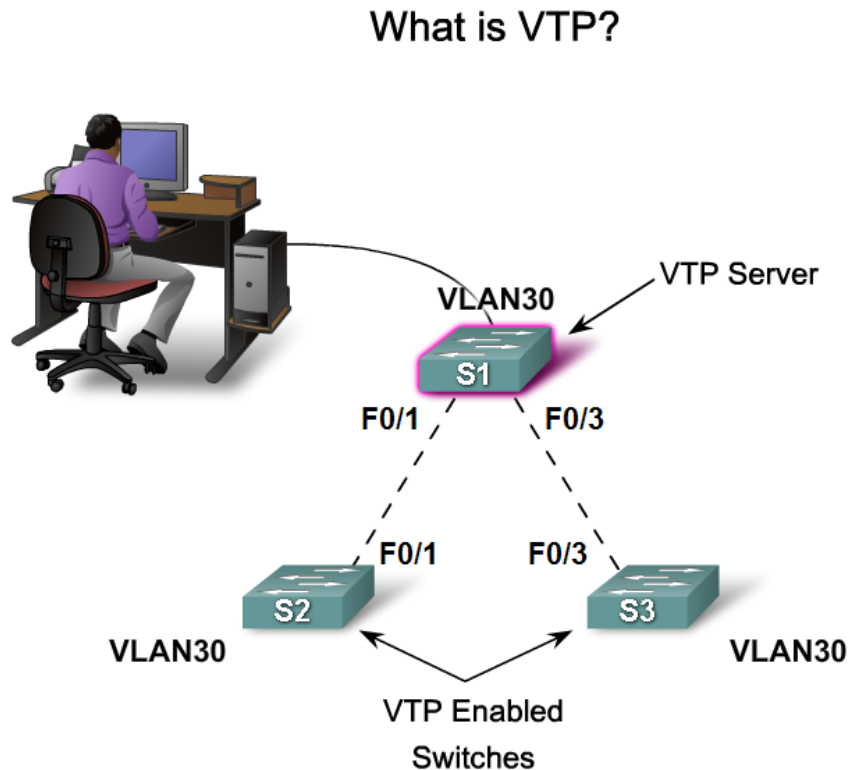 What is VTP?
VTP Server
VLAN30
S1
F0/1
F0/3
F0/1
F0/3
S2
S3
VLAN30
VLAN30
VTP Enabled
Switches